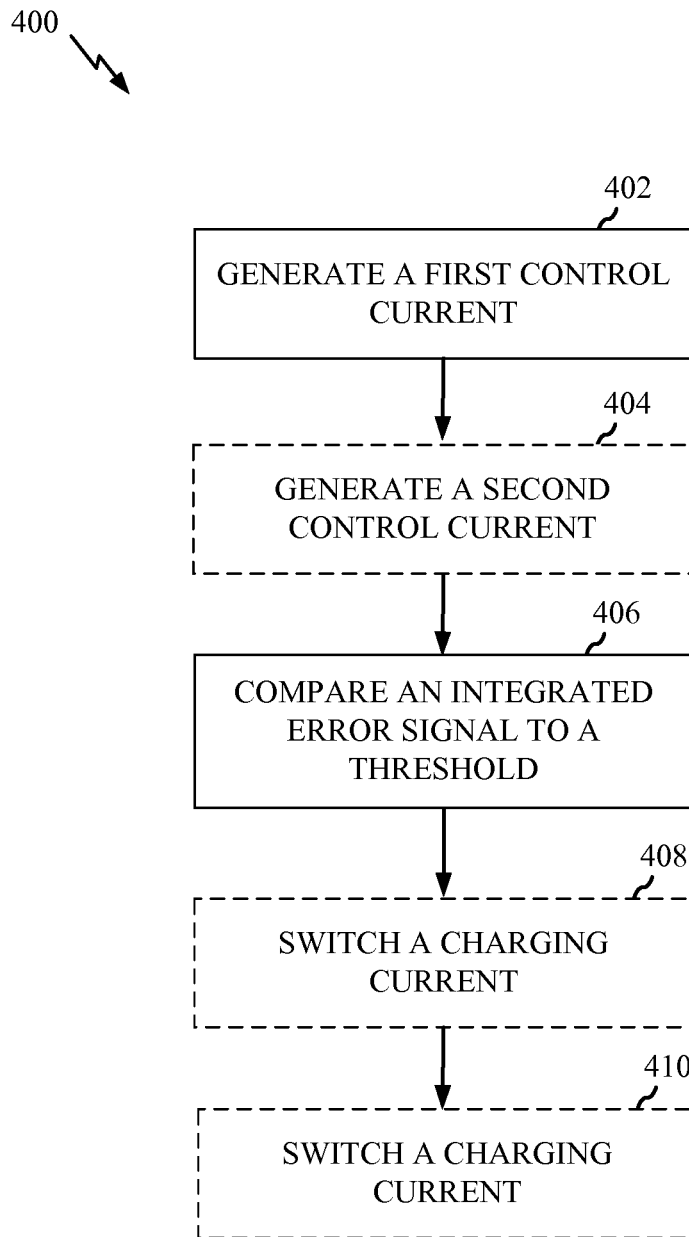 400
402
GENERATE A FIRST CONTROL
CURRENT
404
GENERATE A SECOND
CONTROL CURRENT
406
COMPARE AN INTEGRATED
ERROR SIGNAL TO A
THRESHOLD
408
SWITCH A CHARGING
CURRENT
410
SWITCH A CHARGING
CURRENT